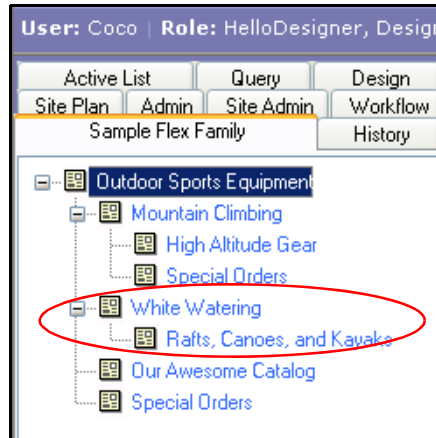 User: Coco | Role: HelloDesigner, Design
Active List Query Design
Site Plan Admin Site Admin Workflow
Sample Flex Family History
Outdoor Sports Equipment
Mountain Climbing
High Altitude Gear
Special Orders
White Watering
Rafts, Canoes, and Kayaks
Our Awesome Catalog
Special Orders